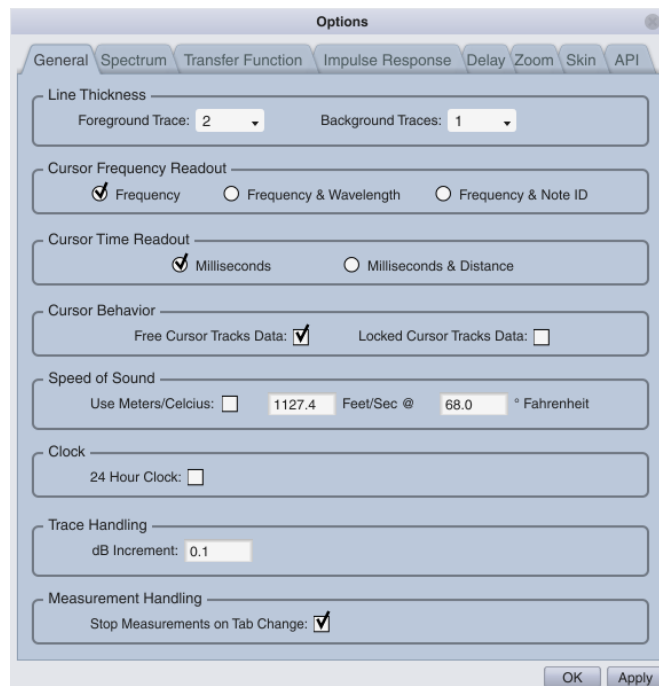 Options
General Spectrum Transfer Function Impulse Response Delay Zoom Skin API
Line Thickness
Foreground Trace: 2 Background Traces: 1
Cursor Frequency Readout
Frequency Frequency & Wavelength Frequency & Note ID
Cursor Time Readout
Milliseconds Milliseconds & Distance
Cursor Behavior
Free Cursor Tracks Data: Locked Cursor Tracks Data:
Speed of Sound
Use Meters/Celcius: 1127.4 Feet/Sec @ 68.0 ° Fahrenheit
Clock
24 Hour Clock:
Trace Handling
dB Increment: 0.1
Measurement Handling
Stop Measurements on Tab Change:
OK Apply